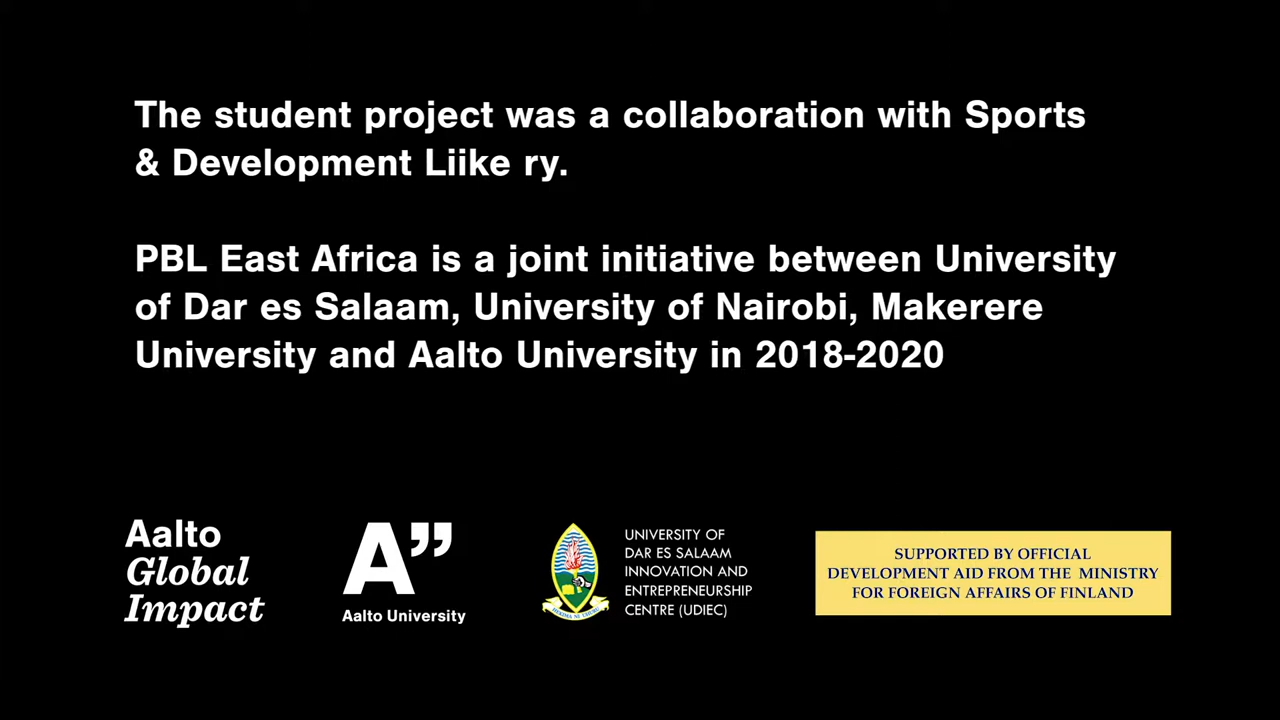 The student project was a collaboration with Sports
& Development Liike ry.
PBL East Africa is a joint initiative between University
of Dar es Salaam, University of Nairobi, Makerere
University and Aalto University in 2018-2020
Aalto
Global
Impact
A”
Aalto University
UNIVERSITY OF
DAR ES SALAAM
INNOVATION AND
ENTREPRENEURSHIP
CENTRE (UDIEC)
SUPPORTED BY OFFICIAL
DEVELOPMENT AID FROM THE MINISTRY
FOR FOREIGN AFFAIRS OF FINLAND